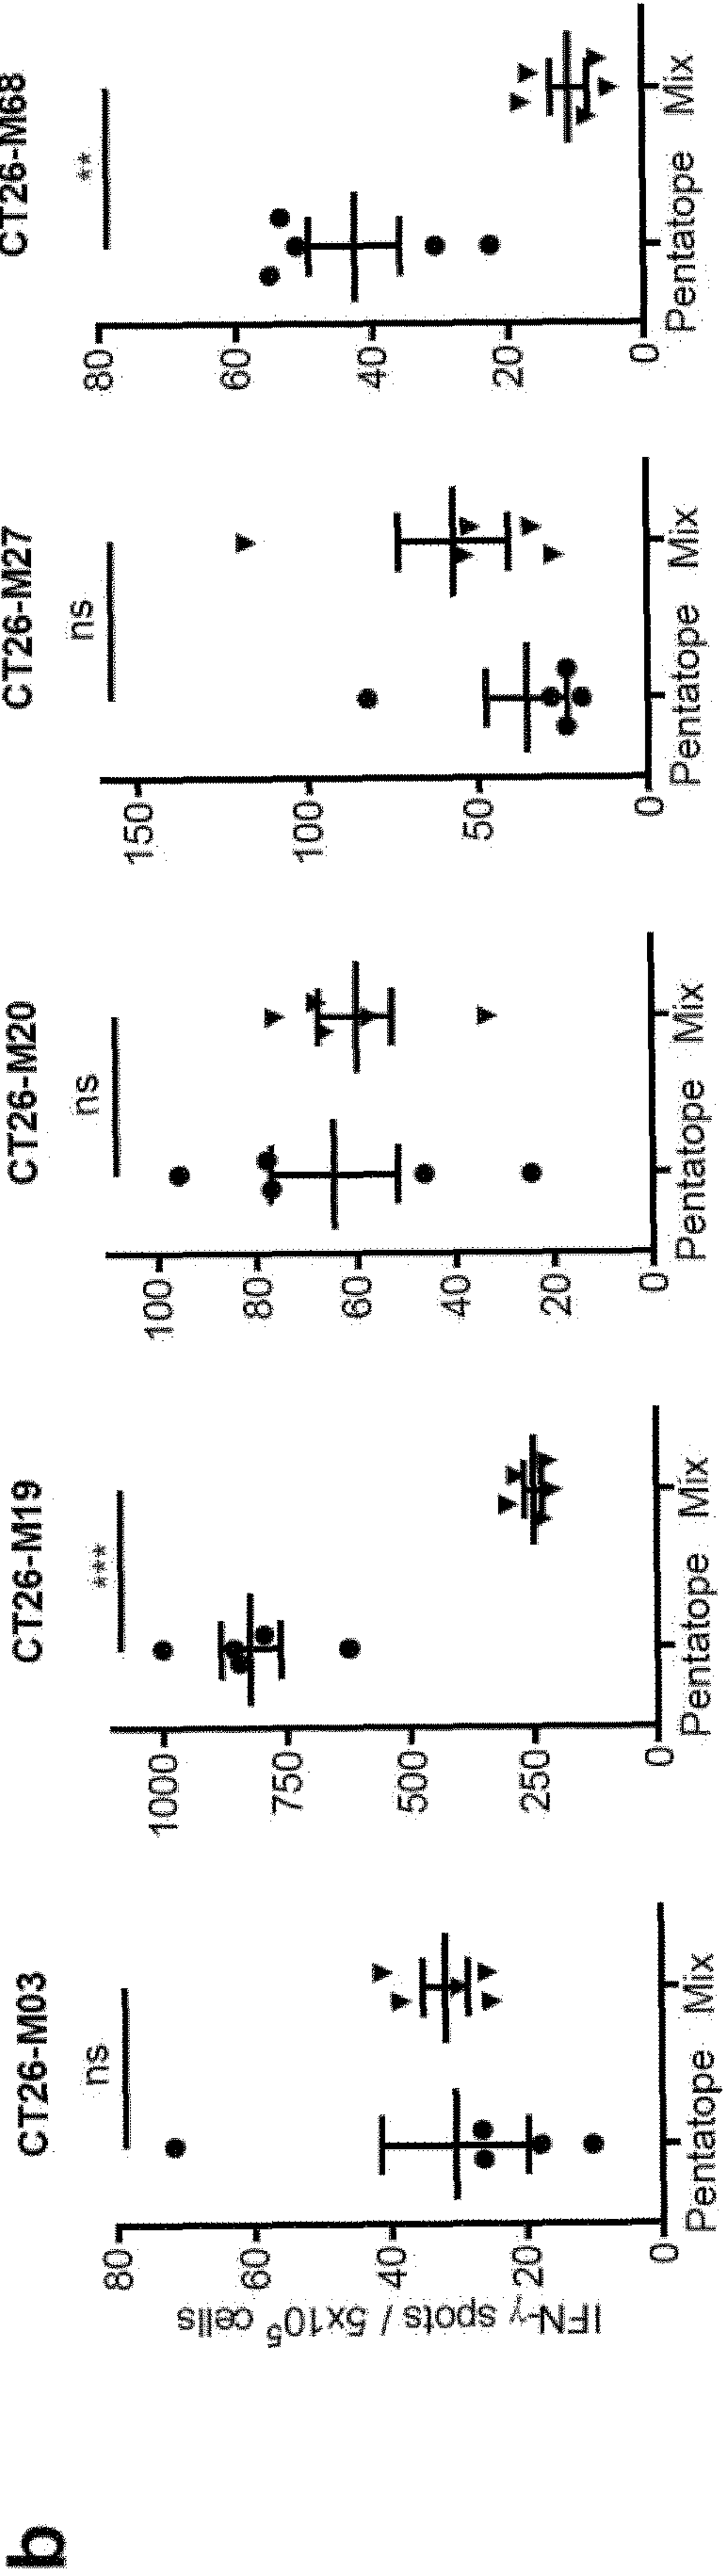 b
IFN-γ spots / 5x10⁵ cells
CT26-M03
ns
80
60
40
20
0
Pentatope Mix
CT26-M19
***
1000
750
500
250
0
Pentatope Mix
CT26-M20
ns
100
80
60
40
20
0
Pentatope Mix
CT26-M27
ns
150
100
50
0
Pentatope Mix
CT26-M68
**
80
60
40
20
0
Pentatope Mix